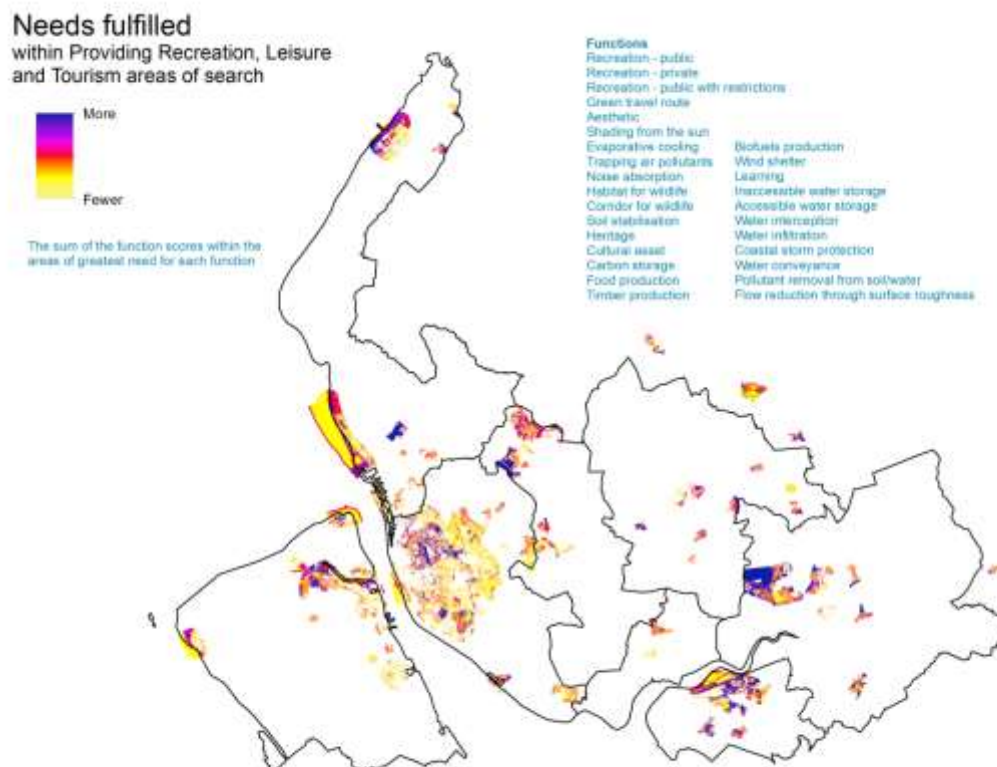 Needs fulfilled
within Providing Recreation, Leisure
and Tourism areas of search
More
Fewer
The sum of the function scores within the
areas of greatest need for each function
Functions
Recreation - public
Recreation - private
Recreation - public with restrictions
Green travel route
Aesthetic
Shading from the sun
Evaporative cooling
Trapping air pollutants
Noise absorption
Habitat for wildlife
Corridor for wildlife
Soil stabilisation
Heritage
Cultural asset
Carbon storage
Food production
Timber production
Biofuels production
Wind shelter
Learning
Inaccessible water storage
Accessible water storage
Water interception
Water infiltration
Coastal storm protection
Water conveyance
Pollutant removal from soil/water
Flow reduction through surface roughness